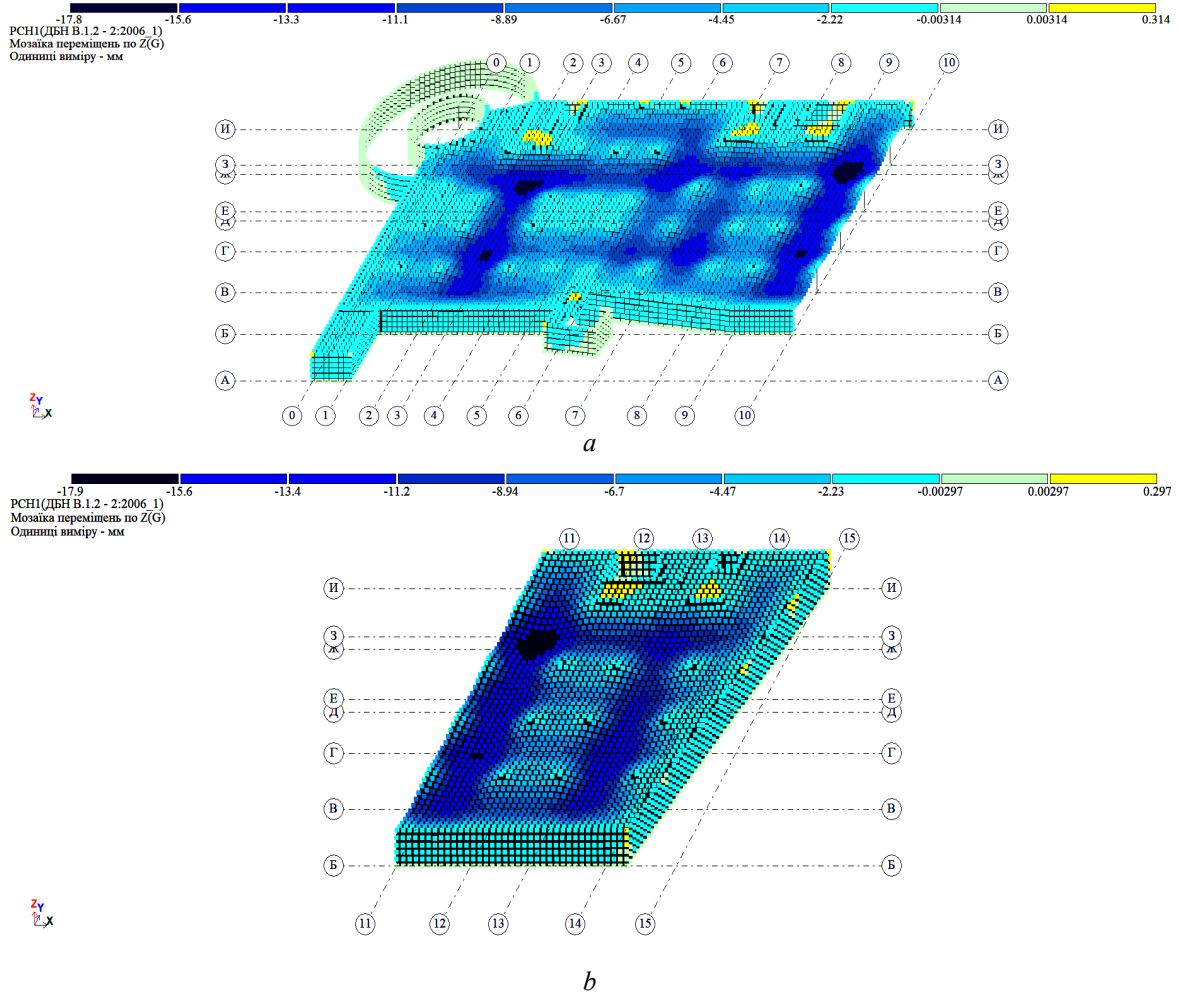 -17.8 -15.6 -13.3 -11.1 -8.89 -6.67 -4.45 -2.22 -0.00314 0.00314 0.314
РСН1(ДБН В.1.2 - 2:2006_1)
Мозаїка переміщень по Z(G)
Одиниці виміру - мм
0 1 2 3 4 5 6 7 8 9 10
И И
З З
Ж Ж
Е Е
Д Д
Г Г
В В
Б Б
А А
Z
Y
X
0 1 2 3 4 5 6 7 8 9 10
a
-17.9 -15.6 -13.4 -11.2 -8.94 -6.7 -4.47 -2.23 -0.00297 0.00297 0.297
РСН1(ДБН В.1.2 - 2:2006_1)
Мозаїка переміщень по Z(G)
Одиниці виміру - мм
11 12 13 14 15
И И
З З
Ж Ж
Е Е
Д Д
Г Г
В В
Б Б
Z
Y
X
11 12 13 14 15
b